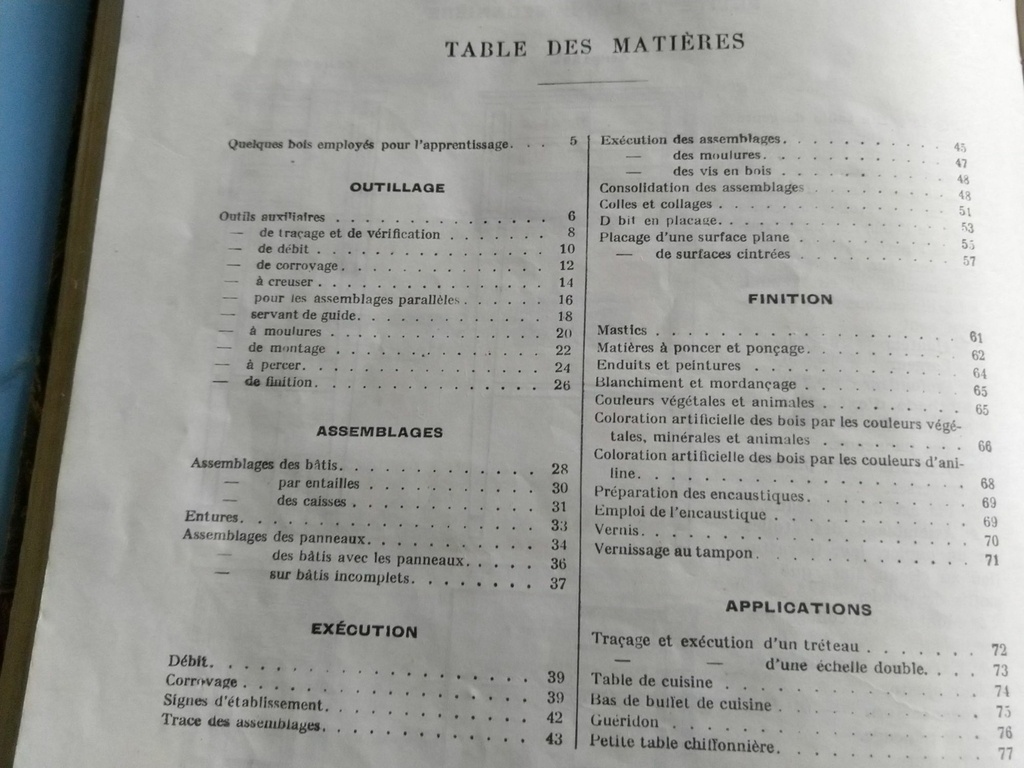 TABLE DES MATIÈRES
Quelques bois employés pour l'apprentissage. . . 5
OUTILLAGE
Outils auxiliaires . . . . . . . . . . . . . . 6
— de traçage et de vérification . . . . . . . 8
— de débit . . . . . . . . . . . . . . 10
— de corroyage. . . . . . . . . . . . . 12
— à creuser . . . . . . . . . . . . . . 14
— pour les assemblages parallèles . . . . . . 16
— servant de guide. . . . . . . . . . . . 18
— à moulures . . . . . . . . . . . . . . 20
— de montage . . . . . . . . . . . . . . 22
— à percer. . . . . . . . . . . . . . . 24
— de finition. . . . . . . . . . . . . . 26
ASSEMBLAGES
Assemblages des bâtis. . . . . . . . . . . . . 28
— par entailles . . . . . . . . . . . 30
— des caisses . . . . . . . . . . . . 31
Entures. . . . . . . . . . . . . . . . . . 33
Assemblages des panneaux. . . . . . . . . . . 34
— des bâtis avec les panneaux. . . . . 36
— sur bâtis incomplets. . . . . . . . 37
EXÉCUTION
Débit. . . . . . . . . . . . . . . . . . . 39
Corroyage . . . . . . . . . . . . . . . . . 39
Signes d'établissement. . . . . . . . . . . . 42
Trace des assemblages. . . . . . . . . . . . 43
Exécution des assemblages. . . . . . . . . . . 45
— des moulures. . . . . . . . . . . . 47
— des vis en bois . . . . . . . . . . . 48
Consolidation des assemblages . . . . . . . . . 48
Colles et collages . . . . . . . . . . . . . . 51
D bit en placage. . . . . . . . . . . . . . . 53
Placage d'une surface plane . . . . . . . . . . 55
— de surfaces cintrées . . . . . . . . . . 57
FINITION
Mastics . . . . . . . . . . . . . . . . . . 61
Matières à poncer et ponçage. . . . . . . . . . 62
Enduits et peintures . . . . . . . . . . . . . 64
Blanchiment et mordançage . . . . . . . . . . 65
Couleurs végétales et animales . . . . . . . . . 65
Coloration artificielle des bois par les couleurs végé-
tales, minérales et animales . . . . . . . . . 66
Coloration artificielle des bois par les couleurs d'ani-
line. . . . . . . . . . . . . . . . . . . 68
Préparation des encaustiques. . . . . . . . . . 69
Emploi de l'encaustique . . . . . . . . . . . . 69
Vernis. . . . . . . . . . . . . . . . . . . 70
Vernissage au tampon. . . . . . . . . . . . . 71
APPLICATIONS
Traçage et exécution d'un tréteau . . . . . . . 72
— — d'une échelle double. . . . 73
Table de cuisine . . . . . . . . . . . . . . . 74
Bas de buffet de cuisine . . . . . . . . . . . . 75
Guéridon . . . . . . . . . . . . . . . . . 76
Petite table chiffonnière. . . . . . . . . . . . 77